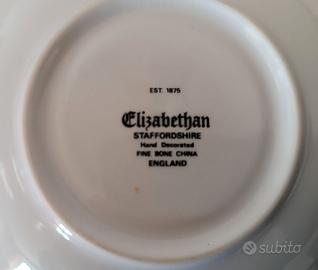 EST. 1875
Elizabethan
STAFFORDSHIRE
Hand Decorated
FINE BONE CHINA
ENGLAND
subito